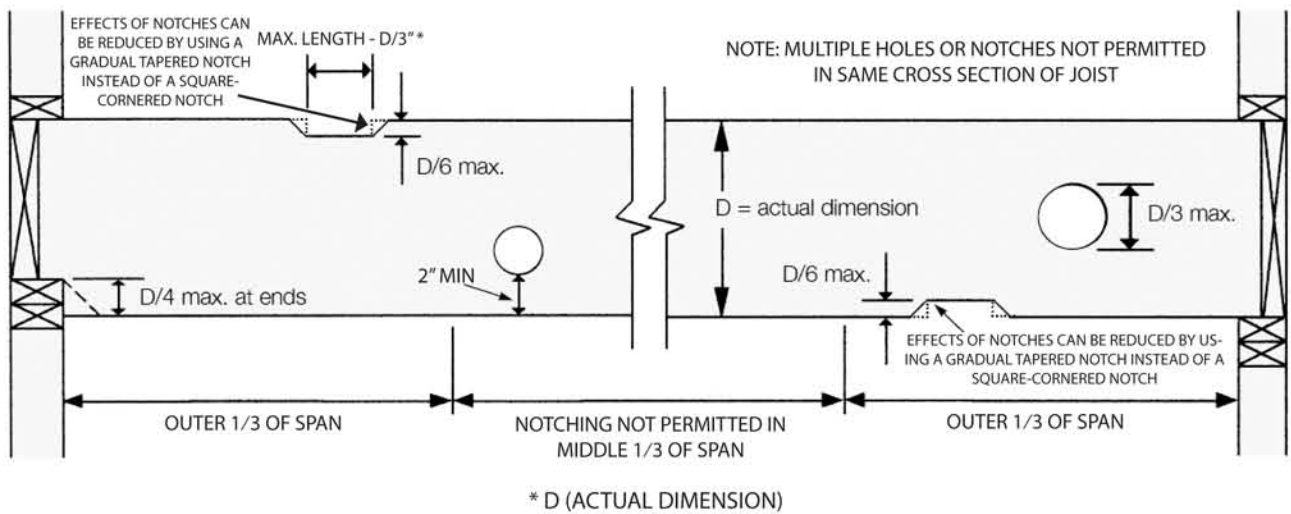 EFFECTS OF NOTCHES CAN
BE REDUCED BY USING A
GRADUAL TAPERED NOTCH
INSTEAD OF A SQUARE-
CORNERED NOTCH
MAX. LENGTH - D/3"*
NOTE: MULTIPLE HOLES OR NOTCHES NOT PERMITTED
IN SAME CROSS SECTION OF JOIST
D/6 max.
D = actual dimension
D/3 max.
2" MIN
D/6 max.
D/4 max. at ends
EFFECTS OF NOTCHES CAN BE REDUCED BY US-
ING A GRADUAL TAPERED NOTCH INSTEAD OF A
SQUARE-CORNERED NOTCH
OUTER 1/3 OF SPAN
NOTCHING NOT PERMITTED IN
MIDDLE 1/3 OF SPAN
OUTER 1/3 OF SPAN
* D (ACTUAL DIMENSION)